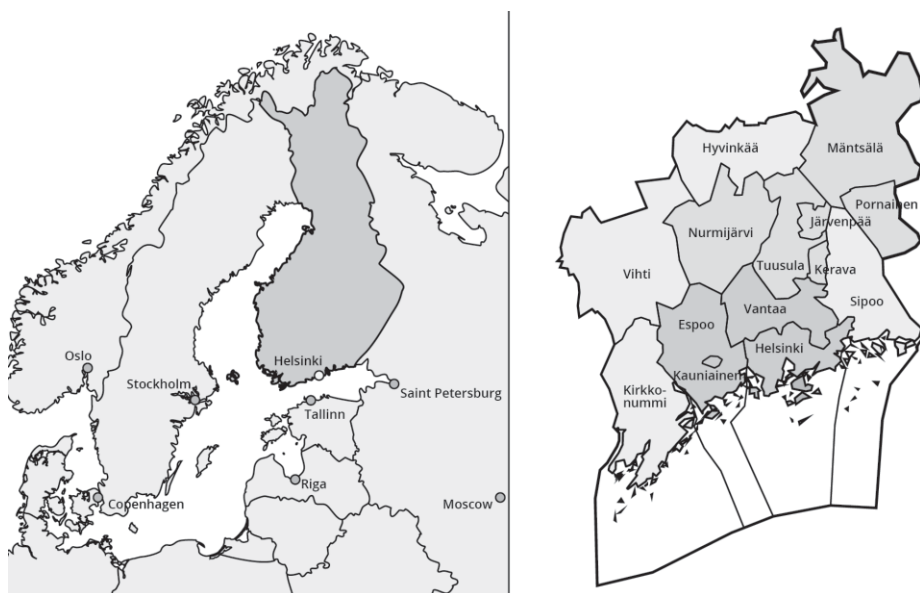 Oslo
Stockholm
Helsinki
Saint Petersburg
Tallinn
Riga
Copenhagen
Moscow
Hyvinkää
Mäntsälä
Pornainen
Järvenpää
Nurmijärvi
Tuusula
Kerava
Vihti
Sipoo
Vantaa
Espoo
Helsinki
Kauniainen
Kirkko-
nummi